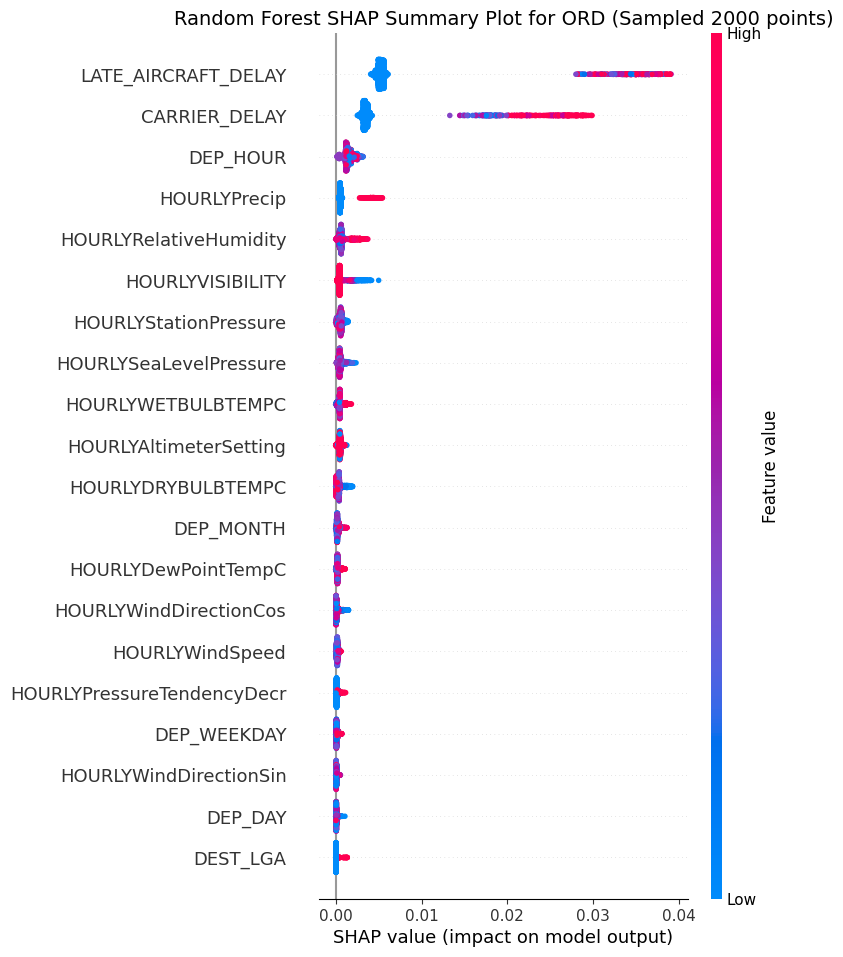 Random Forest SHAP Summary Plot for ORD (Sampled 2000 points)
High
LATE_AIRCRAFT_DELAY
CARRIER_DELAY
DEP_HOUR
HOURLYPrecip
HOURLYRelativeHumidity
HOURLYVISIBILITY
HOURLYStationPressure
HOURLYSeaLevelPressure
HOURLYWETBULBTEMPC
HOURLYAltimeterSetting
HOURLYDRYBULBTEMPC
DEP_MONTH
HOURLYDewPointTempC
HOURLYWindDirectionCos
HOURLYWindSpeed
HOURLYPressureTendencyDecr
DEP_WEEKDAY
HOURLYWindDirectionSin
DEP_DAY
DEST_LGA
Feature value
Low
0.00 0.01 0.02 0.03 0.04
SHAP value (impact on model output)